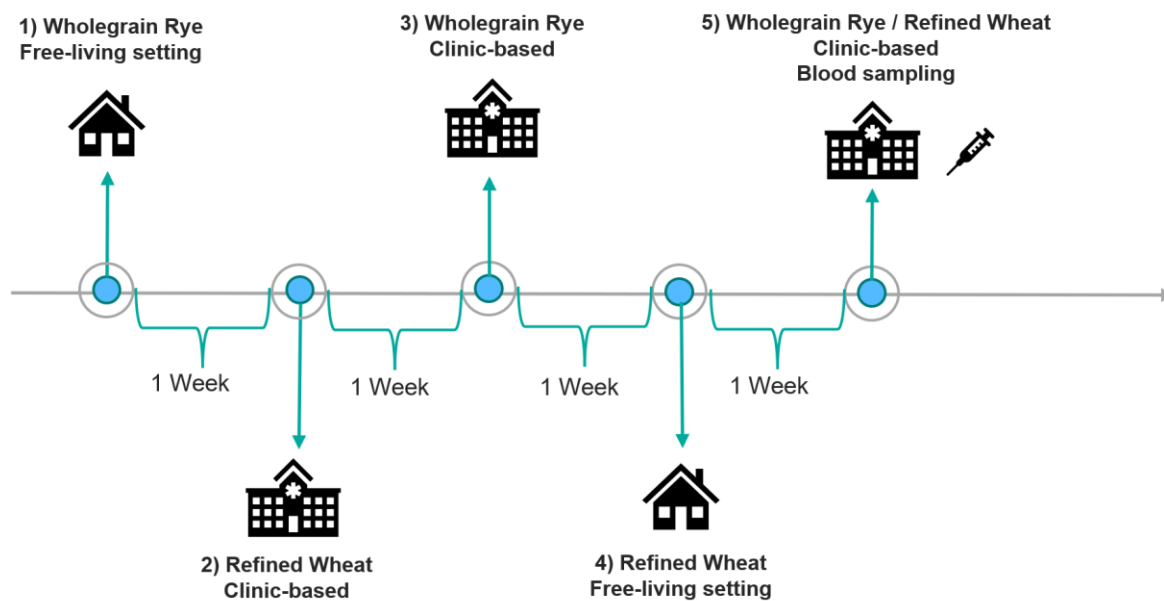 1) Wholegrain Rye
Free-living setting
3) Wholegrain Rye
Clinic-based
5) Wholegrain Rye / Refined Wheat
Clinic-based
Blood sampling
1 Week
1 Week
1 Week
1 Week
2) Refined Wheat
Clinic-based
4) Refined Wheat
Free-living setting